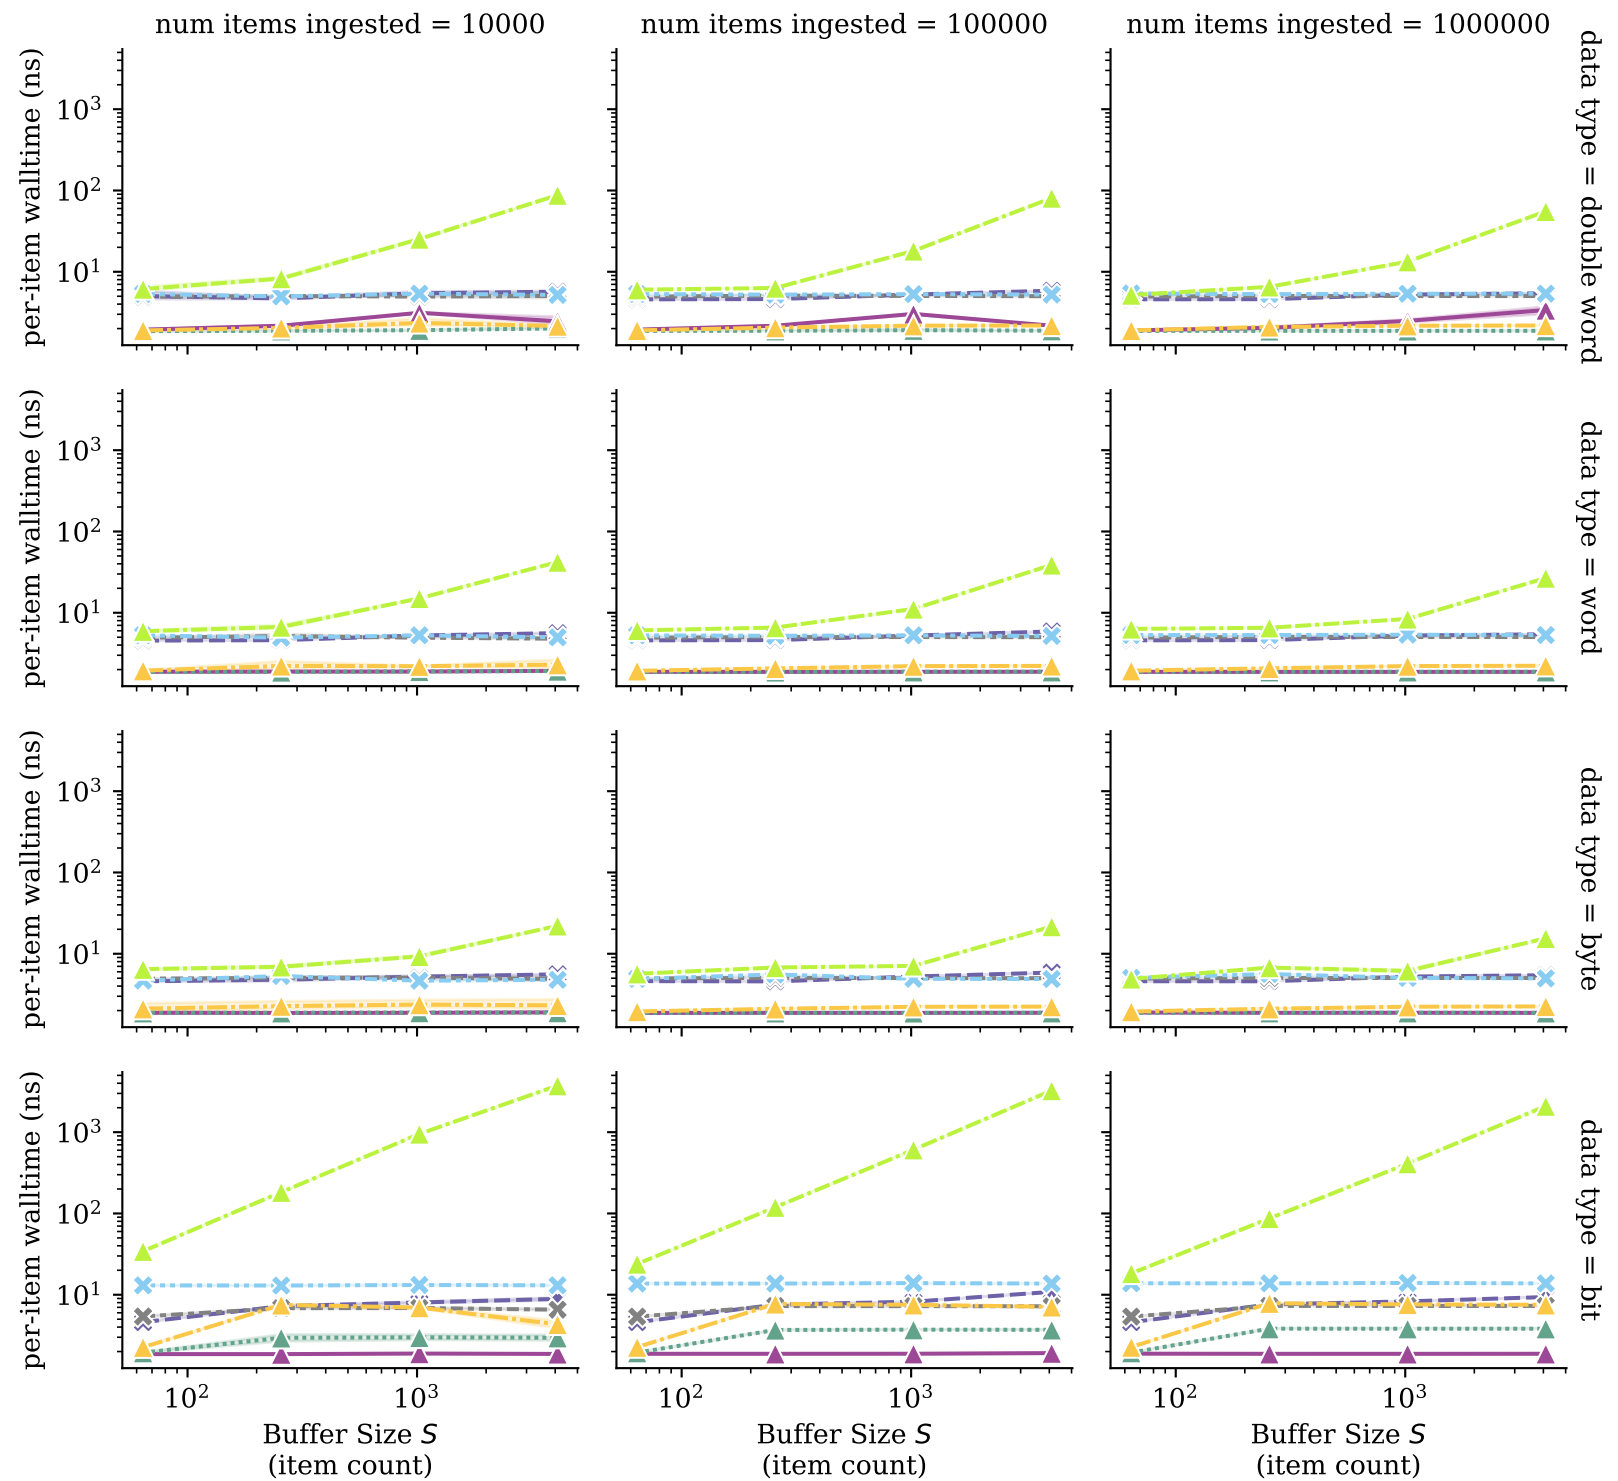 num items ingested = 10000
num items ingested = 100000
num items ingested = 1000000
per-item walltime (ns)
10³
10²
10¹
data type = double word
per-item walltime (ns)
10³
10²
10¹
data type = word
per-item walltime (ns)
10³
10²
10¹
data type = byte
per-item walltime (ns)
10³
10²
10¹
data type = bit
10² 10³ 10² 10³ 10² 10³
Buffer Size S
(item count)
Buffer Size S
(item count)
Buffer Size S
(item count)